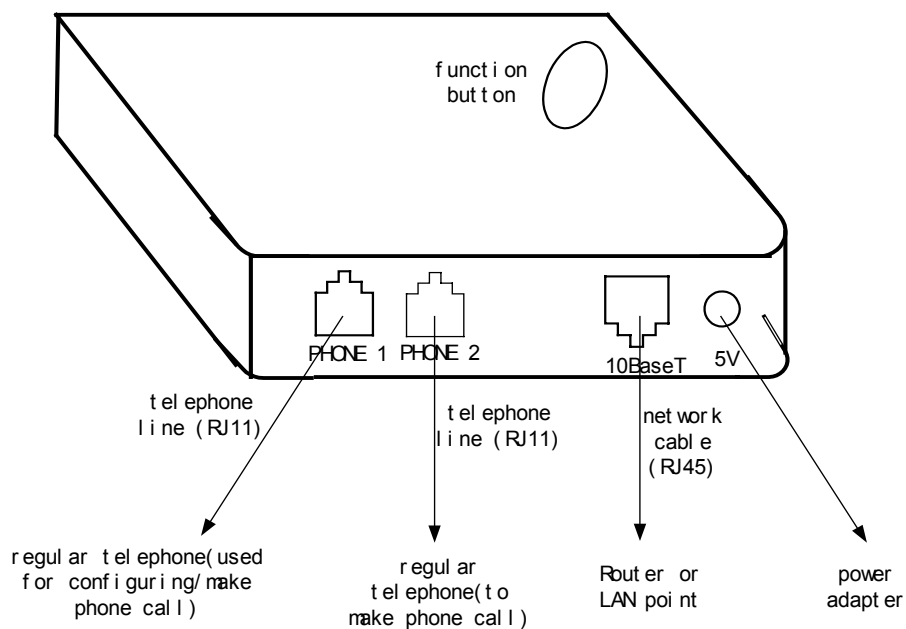 function
button
PHONE 1
PHONE 2
10BaseT
5V
telephone
line (RJ11)
telephone
line (RJ11)
network
cable
(RJ45)
regular telephone(used
for configuring/make
phone call)
regular
telephone(to
make phone call)
Router or
LAN point
power
adapter